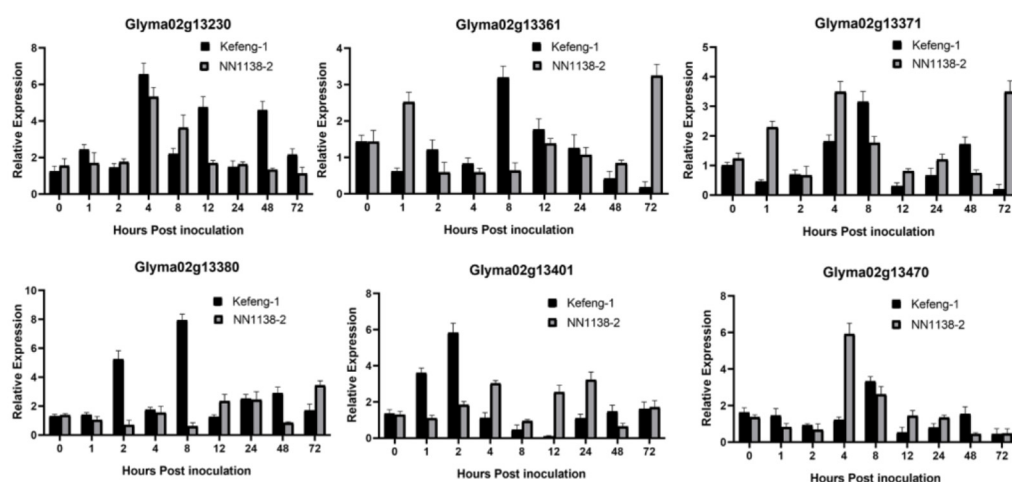 Glyma02g13230
Kefeng-1
NN1138-2
Relative Expression
8
6
4
2
0
0 1 2 4 8 12 24 48 72
Hours Post inoculation
Glyma02g13361
Kefeng-1
NN1138-2
Relative Expression
4
3
2
1
0
0 1 2 4 8 12 24 48 72
Hours Post inoculation
Glyma02g13371
Kefeng-1
NN1138-2
Relative Expression
5
4
3
2
1
0
0 1 2 4 8 12 24 48 72
Hours Post inoculation
Glyma02g13380
Kefeng-1
NN1138-2
Relative Expression
10
8
6
4
2
0
0 1 2 4 8 12 24 48 72
Hours Post inoculation
Glyma02g13401
Kefeng-1
NN1138-2
Relative Expression
8
6
4
2
0
0 1 2 4 8 12 24 48 72
Hours Post inoculation
Glyma02g13470
Kefeng-1
NN1138-2
Relative Expression
8
6
4
2
0
0 1 2 4 8 12 24 48 72
Hours Post inoculation